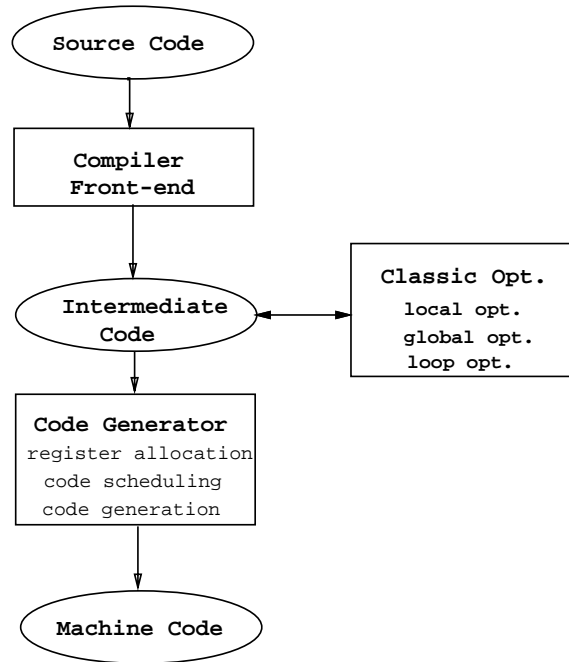 Source Code
Compiler
Front-end
Intermediate
Code
Classic Opt.
local opt.
global opt.
loop opt.
Code Generator
register allocation
code scheduling
code generation
Machine Code